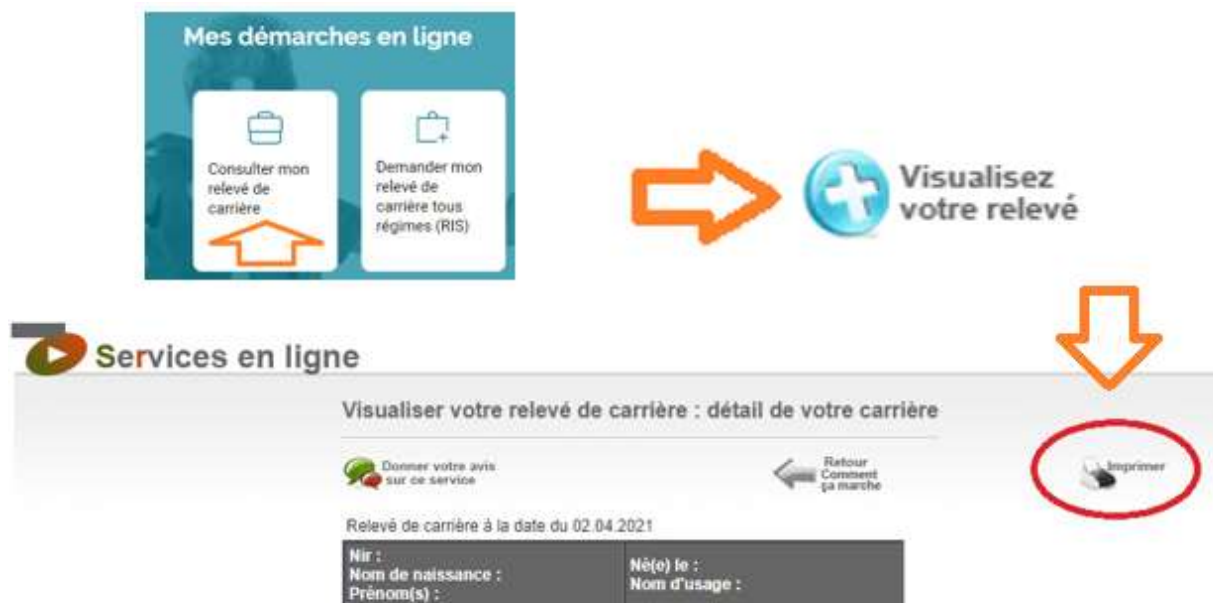 Mes démarches en ligne
Consulter mon
relevé de
carrière
Demander mon
relevé de
carrière tous
régimes (RIS)
Visualisez
votre relevé
Services en ligne
Visualiser votre relevé de carrière : détail de votre carrière
Donner votre avis
sur ce service
Retour
Comment
ça marche
Imprimer
Relevé de carrière à la date du 02.04.2021
Nir :
Nom de naissance :
Prénom(s) :
Né(e) le :
Nom d'usage :